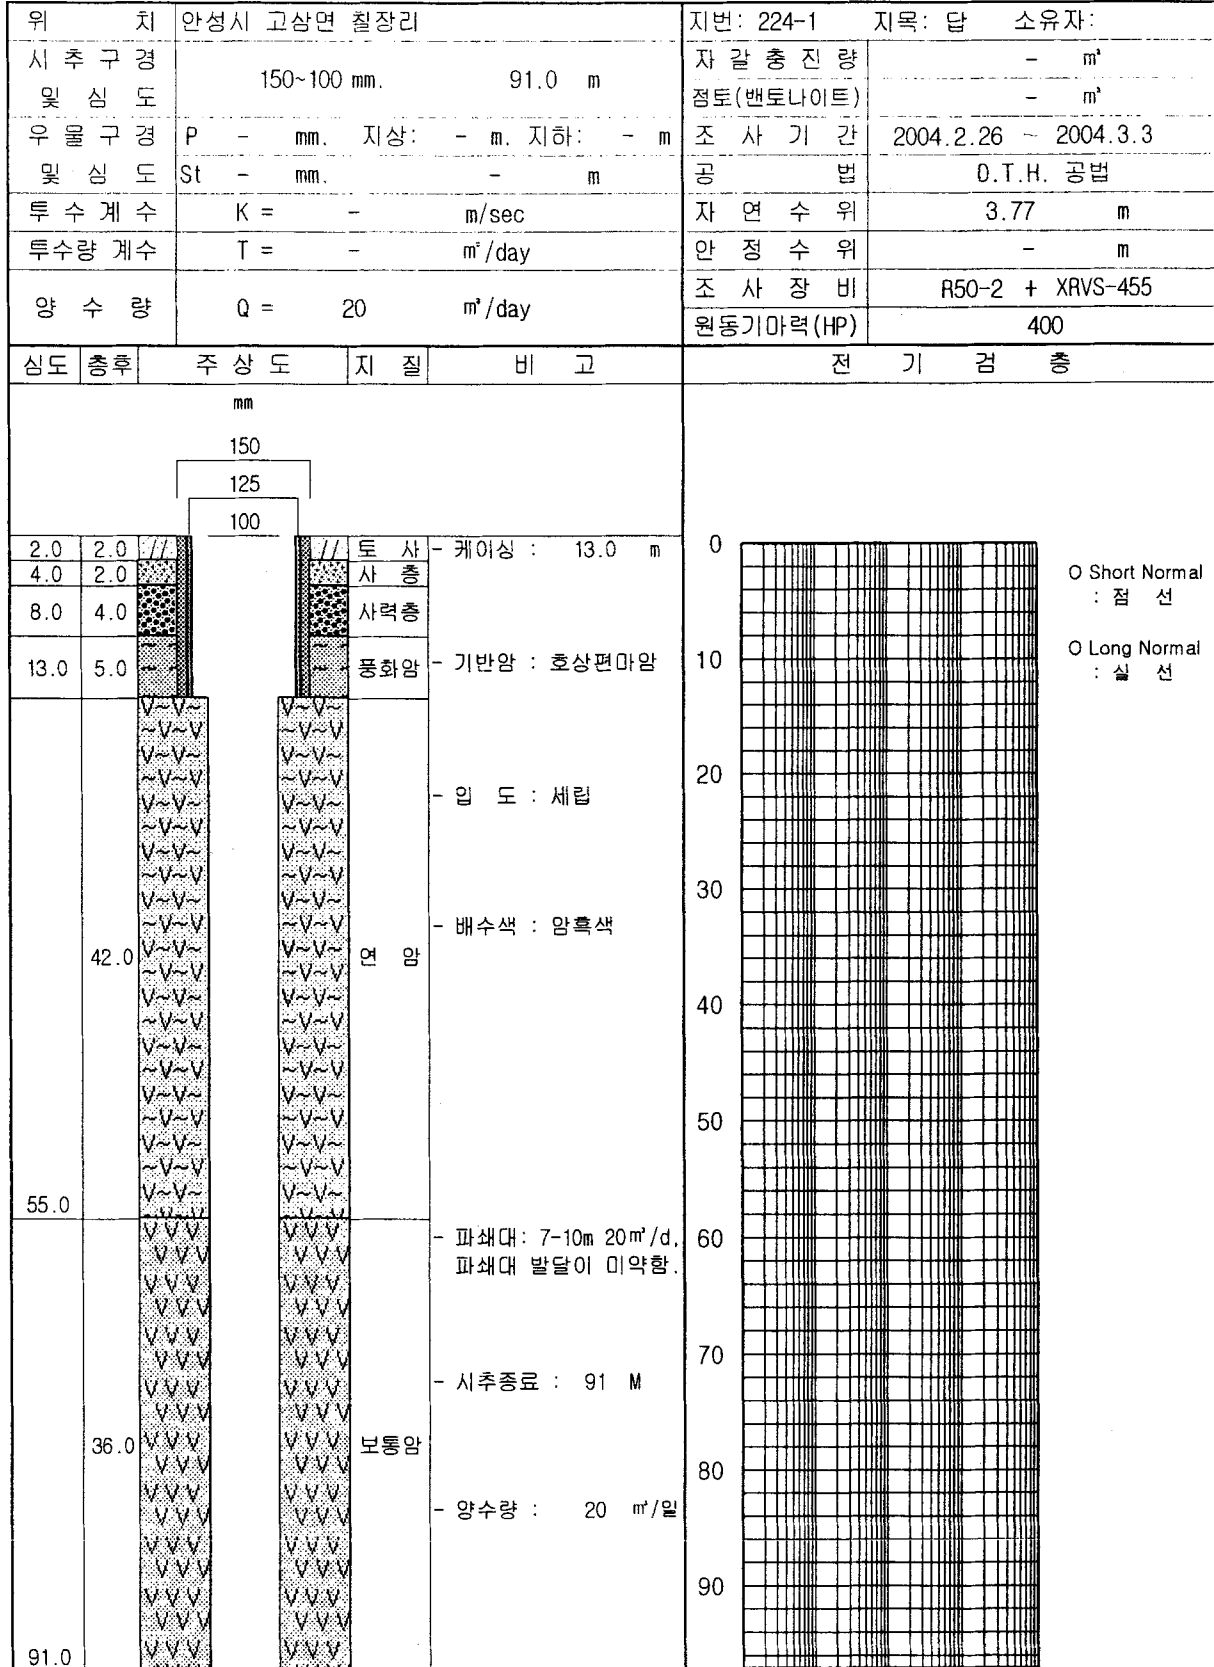 위 치 안성시 고삼면 칠장리 지번: 224-1 지목: 답 소유자:
시 추 구 경 및 심 도 150~100 mm. 91.0 m
자 갈 충 진 량 - ㎥
점토(밴토나이트) - ㎥
우 물 구 경 및 심 도 P - mm. 지상: - m. 지하: - m
St - mm. - m
조 사 기 간 2004.2.26 ~ 2004.3.3
공 법 D.T.H. 공법
투 수 계 수 K = - m/sec
자 연 수 위 3.77 m
투수량 계수 T = - ㎡/day
안 정 수 위 - m
양 수 량 Q = 20 ㎥/day
조 사 장 비 R50-2 + XRVS-455
원동기마력(HP) 400
심도 총후 주 상 도 지 질 비 고 전 기 검 층
mm
150
125
100
2.0 2.0 토 사 - 케이싱 : 13.0 m
4.0 2.0 사 층
8.0 4.0 사력층
13.0 5.0 풍화암 - 기반암 : 호상편마암
- 입 도 : 세립
- 배수색 : 암흑색
42.0 연 암
55.0
- 파쇄대: 7-10m 20㎥/d,
파쇄대 발달이 미약함.
- 시추종료 : 91 M
36.0 보통암
- 양수량 : 20 ㎥/일
91.0
0
10
20
30
40
50
60
70
80
90
O Short Normal
: 점 선
O Long Normal
: 실 선